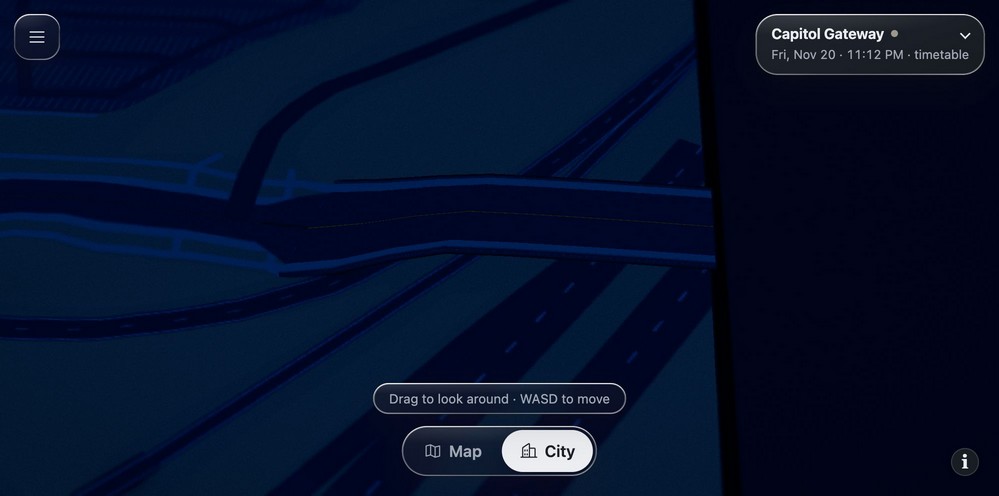 Capitol Gateway
Fri, Nov 20 · 11:12 PM · timetable
Drag to look around · WASD to move
Map
City
i